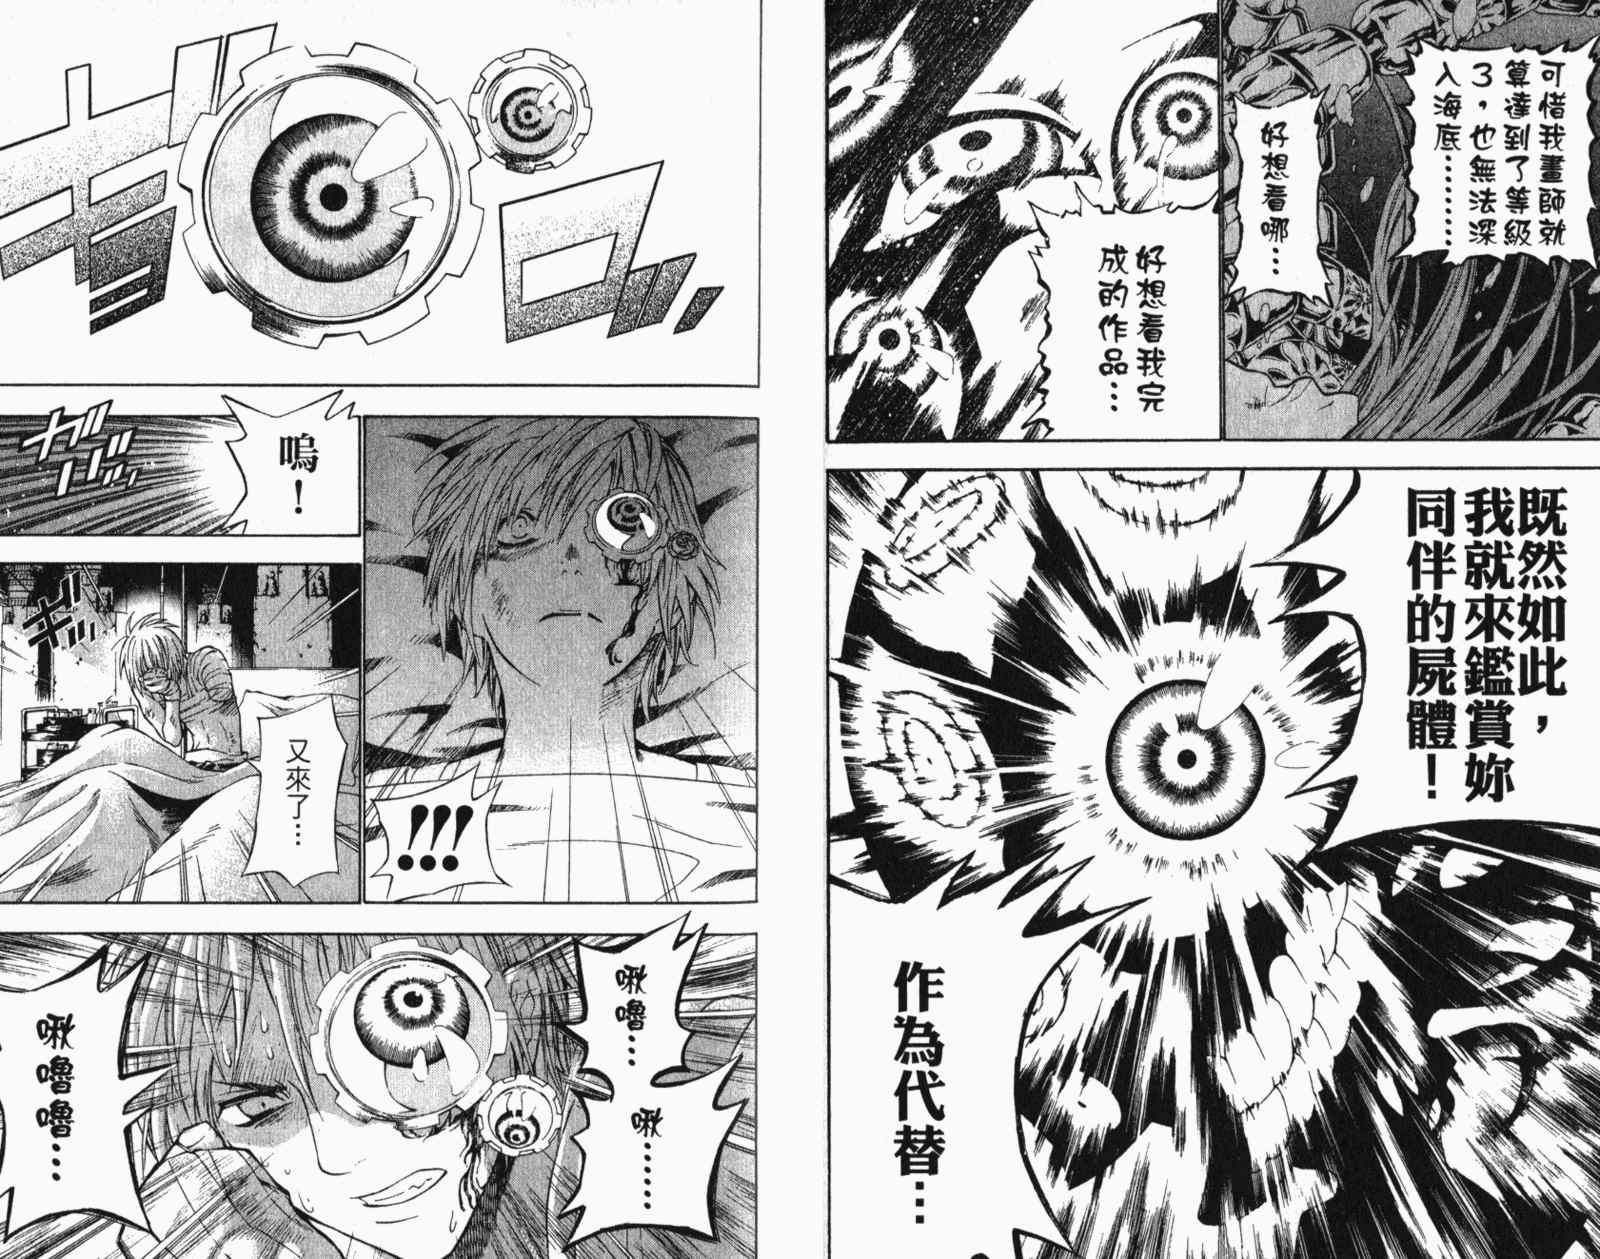 可惜我畫師就
算達到了等級
3，也無法深
入海底………
好想看哪…
好想看我完
成的作品…
既然如此，
我就來鑑賞妳
同伴的屍體！
作為代替…
ギロッ
嗚！
ガバッ
!!!
ギギッ
又來了…
啾嚕…
啾……
啾嚕嚕…